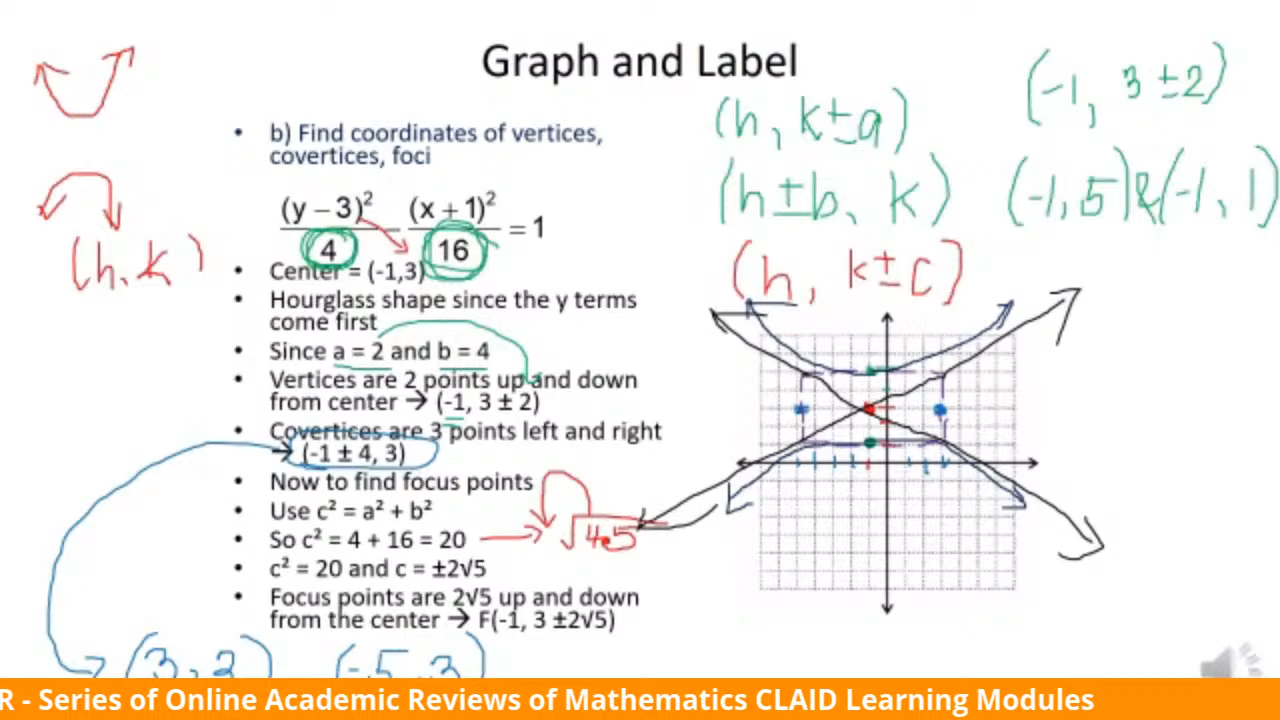 Graph and Label
(h, k±a)
(-1, 3 ±2)
• b) Find coordinates of vertices,
covertices, foci
(h±b, k)
(-1,5)&(-1, 1)
(y – 3)² (x + 1)²
– = 1
4 16
(h, k)
• Center = (-1,3)
(h, k±c)
• Hourglass shape since the y terms
come first
• Since a = 2 and b = 4
• Vertices are 2 points up and down
from center → (-1, 3 ± 2)
• Covertices are 3 points left and right
→ (-1 ± 4, 3)
• Now to find focus points
• Use c² = a² + b²
• So c² = 4 + 16 = 20
√4•5
• c² = 20 and c = ±2√5
• Focus points are 2√5 up and down
from the center → F(-1, 3 ±2√5)
(3,3) (-5,3)
R - Series of Online Academic Reviews of Mathematics CLAID Learning Modules